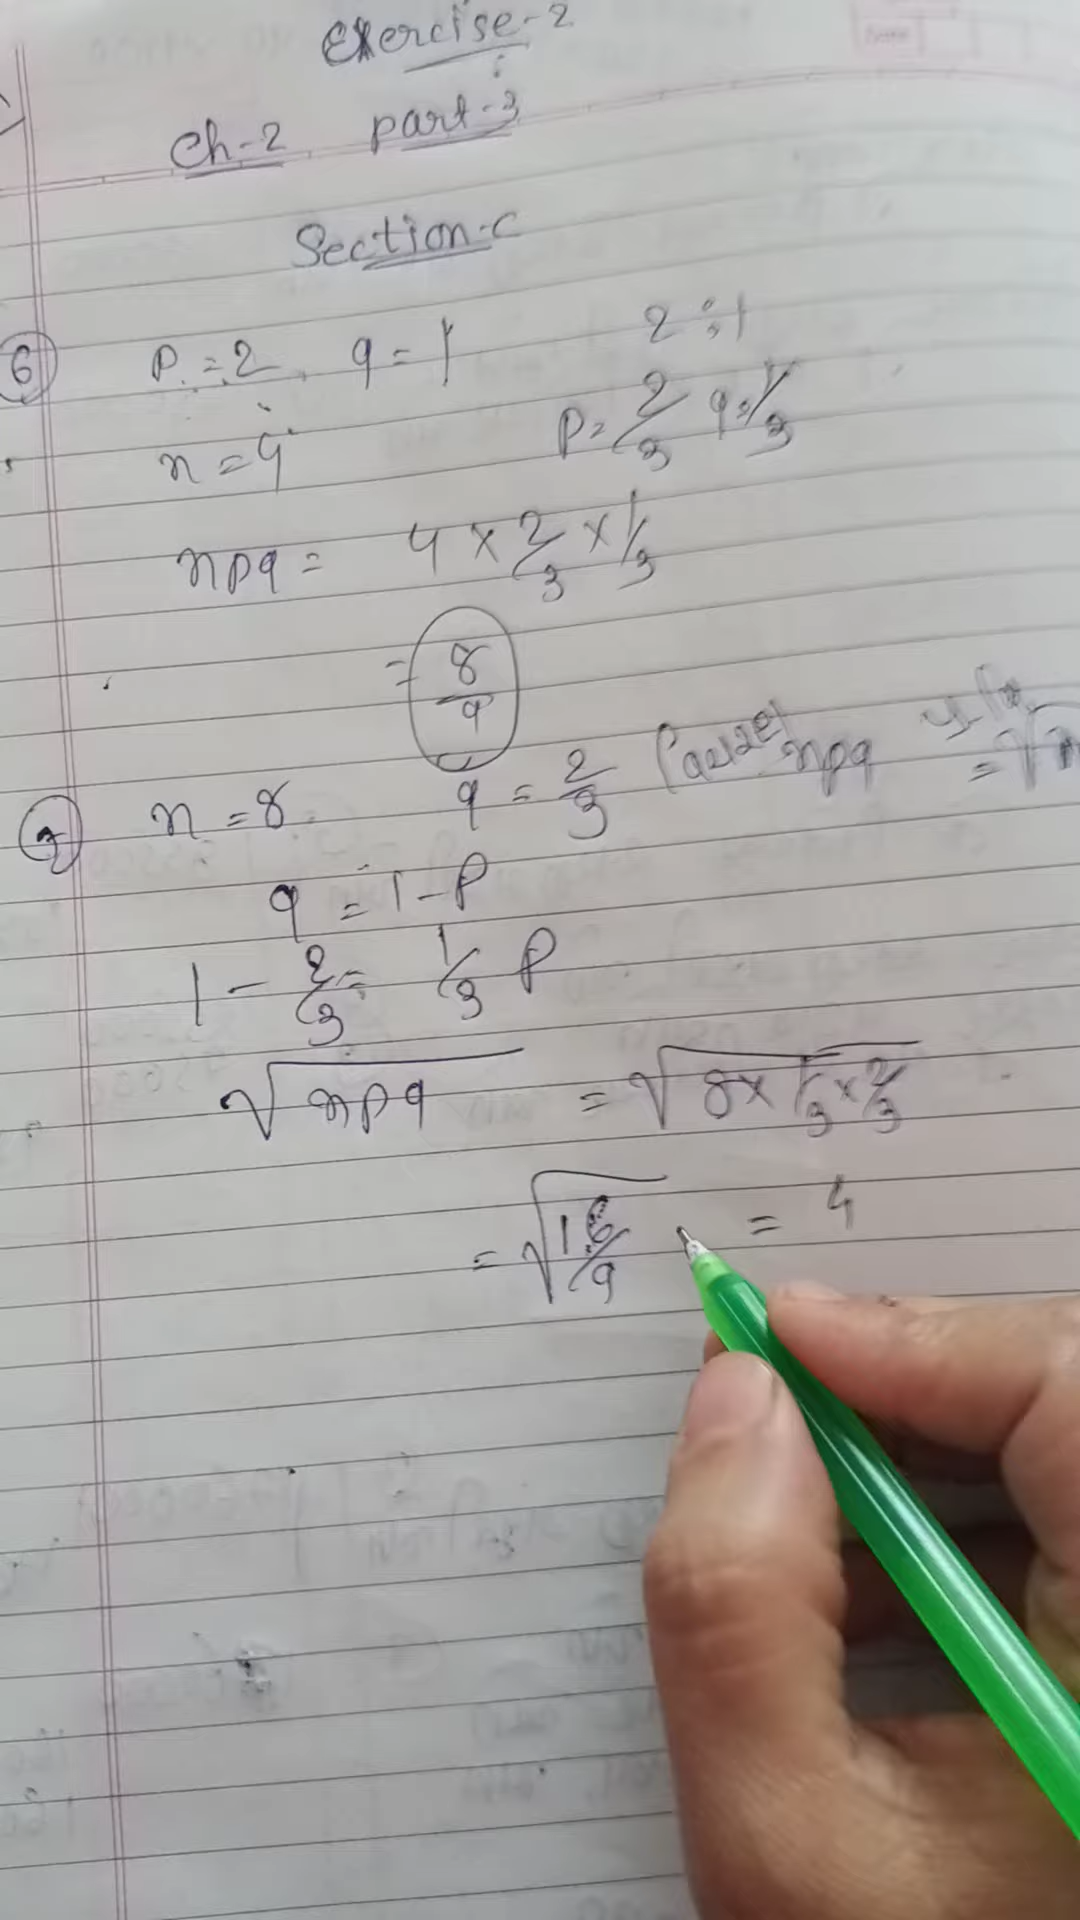 Exercise-2
Ch-2 part-3
Section-C
6 P = 2, q = 1 2 : 1
n = 4 P = 2/3 q = 1/3
npq = 4 × 2/3 × 1/3
= 8/9
n = 8 q = 2/3 npq
q = 1 - P
1 - 2/3 = 1/3 P
√npq = √8 × 1/3 × 2/3
= √16/9 = 4